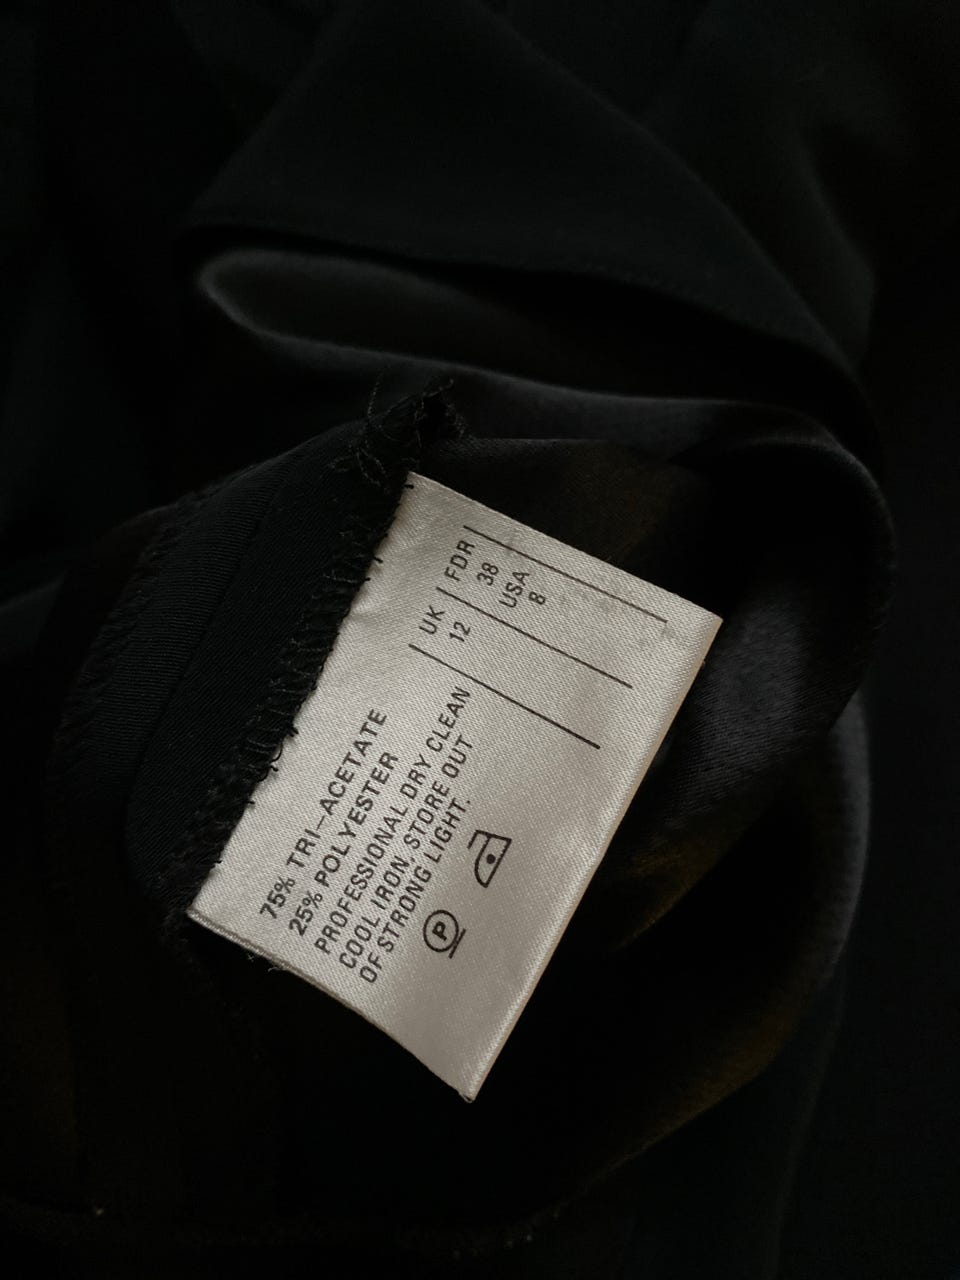 75% TRI–ACETATE
25% POLYESTER
PROFESSIONAL DRY CLEAN
COOL IRON. STORE OUT
OF STRONG LIGHT.
P
UK
12
FDR
38
USA
8